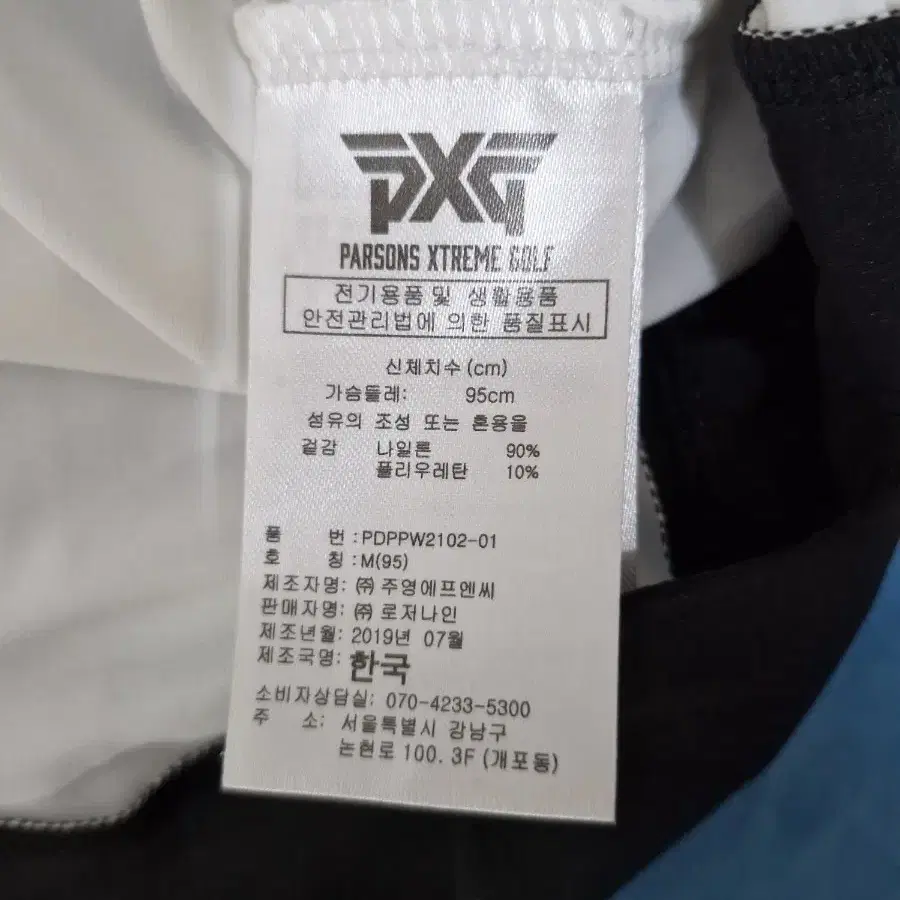 PXG
PARSONS XTREME GOLF
전기용품 및 생활용품
안전관리법에 의한 품질표시
신체치수 (cm)
가슴둘레: 95cm
섬유의 조성 또는 혼용율
겉감 나일론 90%
폴리우레탄 10%
품 번 : PDPPW2102-01
호 칭 : M(95)
제조자명: ㈜ 주영에프엔씨
판매자명: ㈜ 로저나인
제조년월: 2019년 07월
제조국명: 한국
소비자상담실: 070-4233-5300
주 소: 서울특별시 강남구
논현로 100. 3F (개포동)